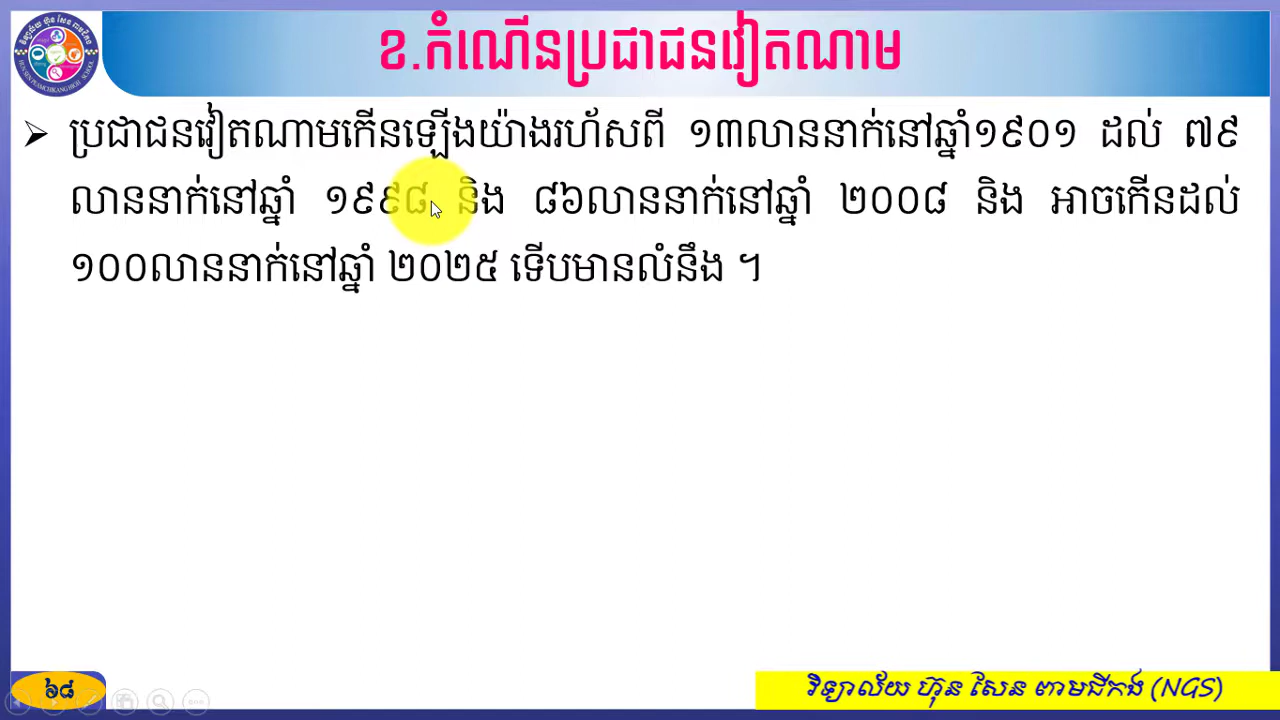 ខ.កំណើនប្រជាជនវៀតណាម
ប្រជាជនវៀតណាមកើនឡើងយ៉ាងរហ័សពី ១៣លាននាក់នៅឆ្នាំ១៩០១ ដល់ ៧៩
លាននាក់នៅឆ្នាំ ១៩៩៨ និង ៨៦លាននាក់នៅឆ្នាំ ២០០៨ និង អាចកើនដល់
១០០លាននាក់នៅឆ្នាំ ២០២៥ ទើបមានលំនឹង ។
៦៨
វិទ្យាល័យ ហ៊ុន សែន ពាមជីកង (NGS)